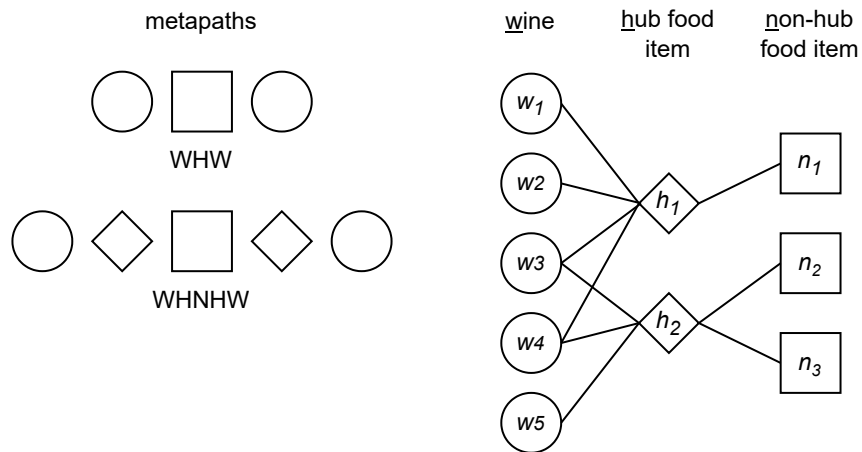 metapaths
WHW
WHNHW
wine
hub food
item
non-hub
food item
w1
w2
w3
w4
w5
h1
h2
n1
n2
n3